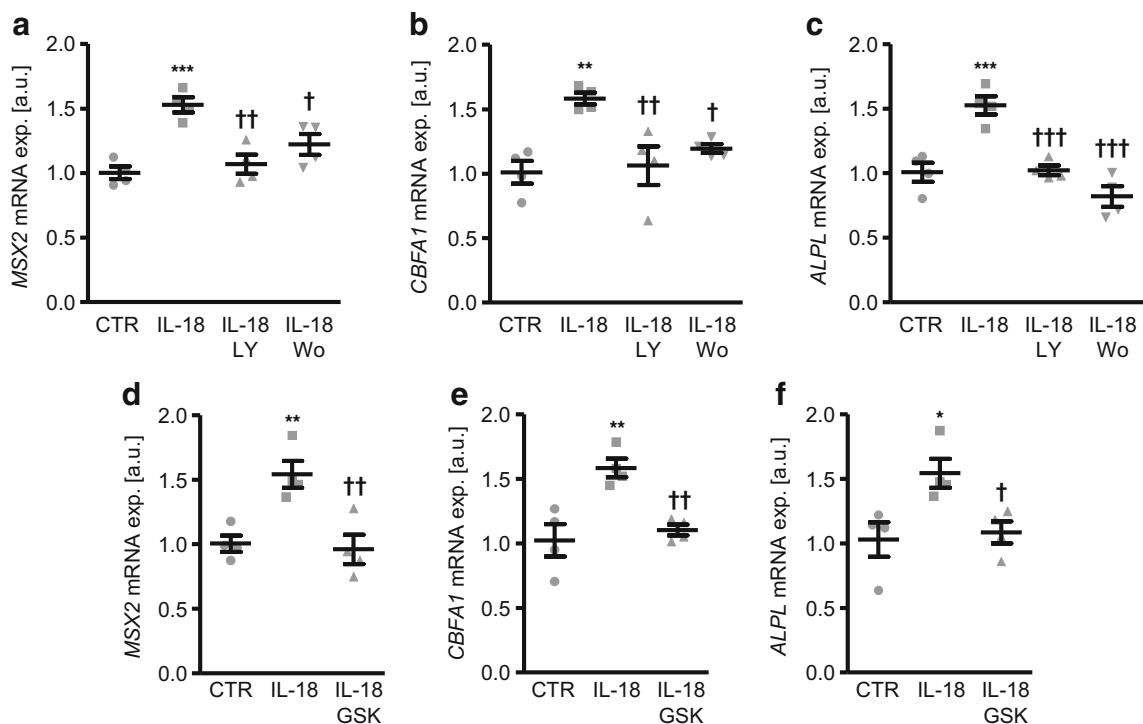 a
MSX2 mRNA exp. [a.u.]
2.0
1.5
1.0
0.5
0.0
***
††
†
CTR IL-18 IL-18 IL-18
LY Wo
b
CBFA1 mRNA exp. [a.u.]
2.0
1.5
1.0
0.5
0.0
**
††
†
CTR IL-18 IL-18 IL-18
LY Wo
c
ALPL mRNA exp. [a.u.]
2.0
1.5
1.0
0.5
0.0
***
†††
†††
CTR IL-18 IL-18 IL-18
LY Wo
d
MSX2 mRNA exp. [a.u.]
2.0
1.5
1.0
0.5
0.0
**
††
CTR IL-18 IL-18
GSK
e
CBFA1 mRNA exp. [a.u.]
2.0
1.5
1.0
0.5
0.0
**
††
CTR IL-18 IL-18
GSK
f
ALPL mRNA exp. [a.u.]
2.0
1.5
1.0
0.5
0.0
*
†
CTR IL-18 IL-18
GSK